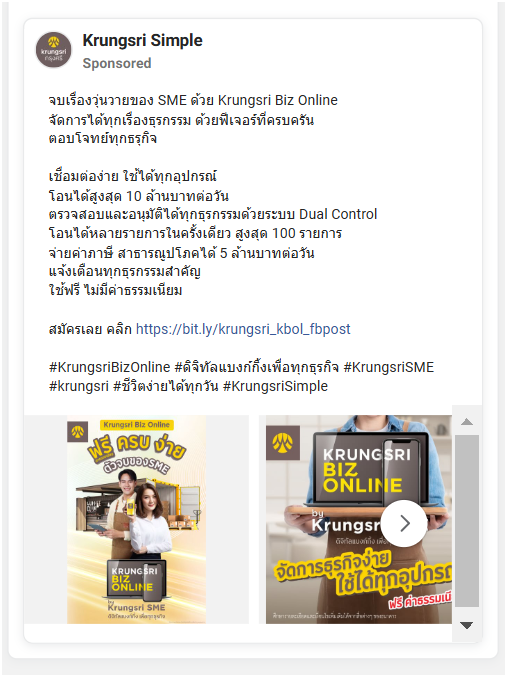 krungsri
กรุงศรี
Krungsri Simple
Sponsored
จบเรื่องวุ่นวายของ SME ด้วย Krungsri Biz Online
จัดการได้ทุกเรื่องธุรกรรม ด้วยฟีเจอร์ที่ครบครัน
ตอบโจทย์ทุกธุรกิจ
เชื่อมต่อง่าย ใช้ได้ทุกอุปกรณ์
โอนได้สูงสุด 10 ล้านบาทต่อวัน
ตรวจสอบและอนุมัติได้ทุกธุรกรรมด้วยระบบ Dual Control
โอนได้หลายรายการในครั้งเดียว สูงสุด 100 รายการ
จ่ายค่าภาษี สาธารณูปโภคได้ 5 ล้านบาทต่อวัน
แจ้งเตือนทุกธุรกรรมสำคัญ
ใช้ฟรี ไม่มีค่าธรรมเนียม
สมัครเลย คลิก https://bit.ly/krungsri_kbol_fbpost
#KrungsriBizOnline #ดิจิทัลแบงก์กิ้งเพื่อทุกธุรกิจ #KrungsriSME
#krungsri #ชีวิตง่ายได้ทุกวัน #KrungsriSimple
Krungsri Biz Online
ฟรี ครบ ง่าย
ตัวจบของSME
KRUNGSRI
BIZ
ONLINE
by
Krungsri SME
ดิจิทัลแบงก์กิ้งเพื่อทุกธุรกิจ
KRUNGSRI
BIZ
ONLINE
by
Krungsri
ดิจิทัลแบงก์กิ้ง
จัดการธุรกิจง่าย
ใช้ได้ทุกอุปกรณ์
ฟรี ค่าธรรมเนี